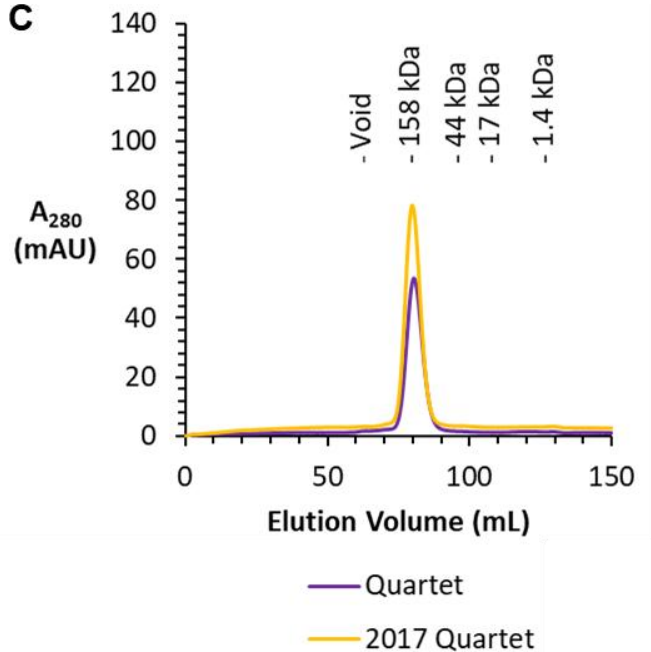 C
140
120
100
80
60
40
20
0
A280
(mAU)
- Void
- 158 kDa
- 44 kDa
- 17 kDa
- 1.4 kDa
0 50 100 150
Elution Volume (mL)
Quartet
2017 Quartet